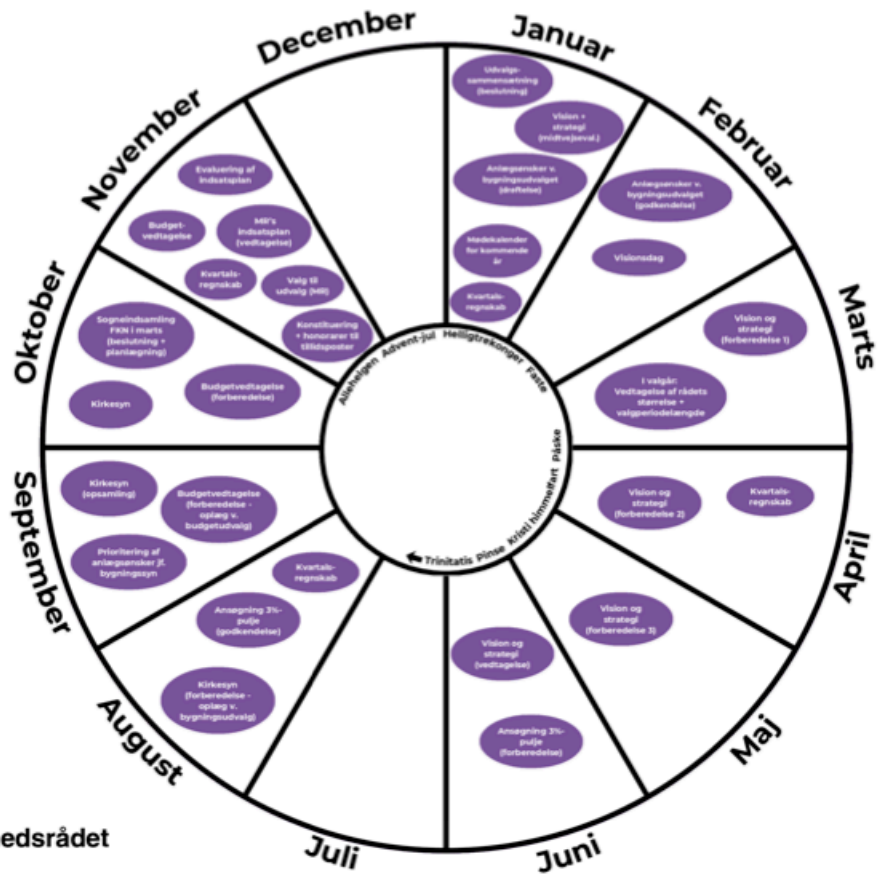 December
Januar
Februar
Marts
April
Maj
Juni
Juli
August
September
Oktober
November
Udvalgs-
sammensætning
(beslutning)
Vision +
strategi
(midtvejseval.)
Anlægsønsker v.
bygningsudvalget
(drøftelse)
Mødekalender
for kommende
år
Kvartals-
regnskab
Anlægsønsker v.
bygningsudvalget
(godkendelse)
Visionsdag
Vision og
strategi
(forberedelse 1)
I valgår:
Vedtagelse af rådets
størrelse +
valgperiodelængde
Vision og
strategi
(forberedelse 2)
Kvartals-
regnskab
Vision og
strategi
(forberedelse 3)
Vision og
strategi
(vedtagelse)
Ansøgning 3%-
pulje
(forberedelse)
Kvartals-
regnskab
Ansøgning 3%-
pulje
(godkendelse)
Kirkesyn
(forberedelse -
oplæg v.
bygningsudvalg)
Kirkesyn
(opsamling)
Budgetvedtagelse
(forberedelse -
oplæg v.
budgetudvalg)
Prioritering af
anlægsønsker jf.
bygningssyn
Sogneindsamling
FKN i marts
(beslutning +
planlægning)
Kirkesyn
Budgetvedtagelse
(forberedelse)
Evaluering af
indsatsplan
Budget-
vedtagelse
MR's
indsatsplan
(vedtagelse)
Kvartals-
regnskab
Valg til
udvalg (MR)
Konstituering
+ honorarer til
tillidsposter
Allehelgen Advent-jul Helligtrekonger Faste
Påske
Kristi himmelfart
Pinse
Trinitatis
edsrådet